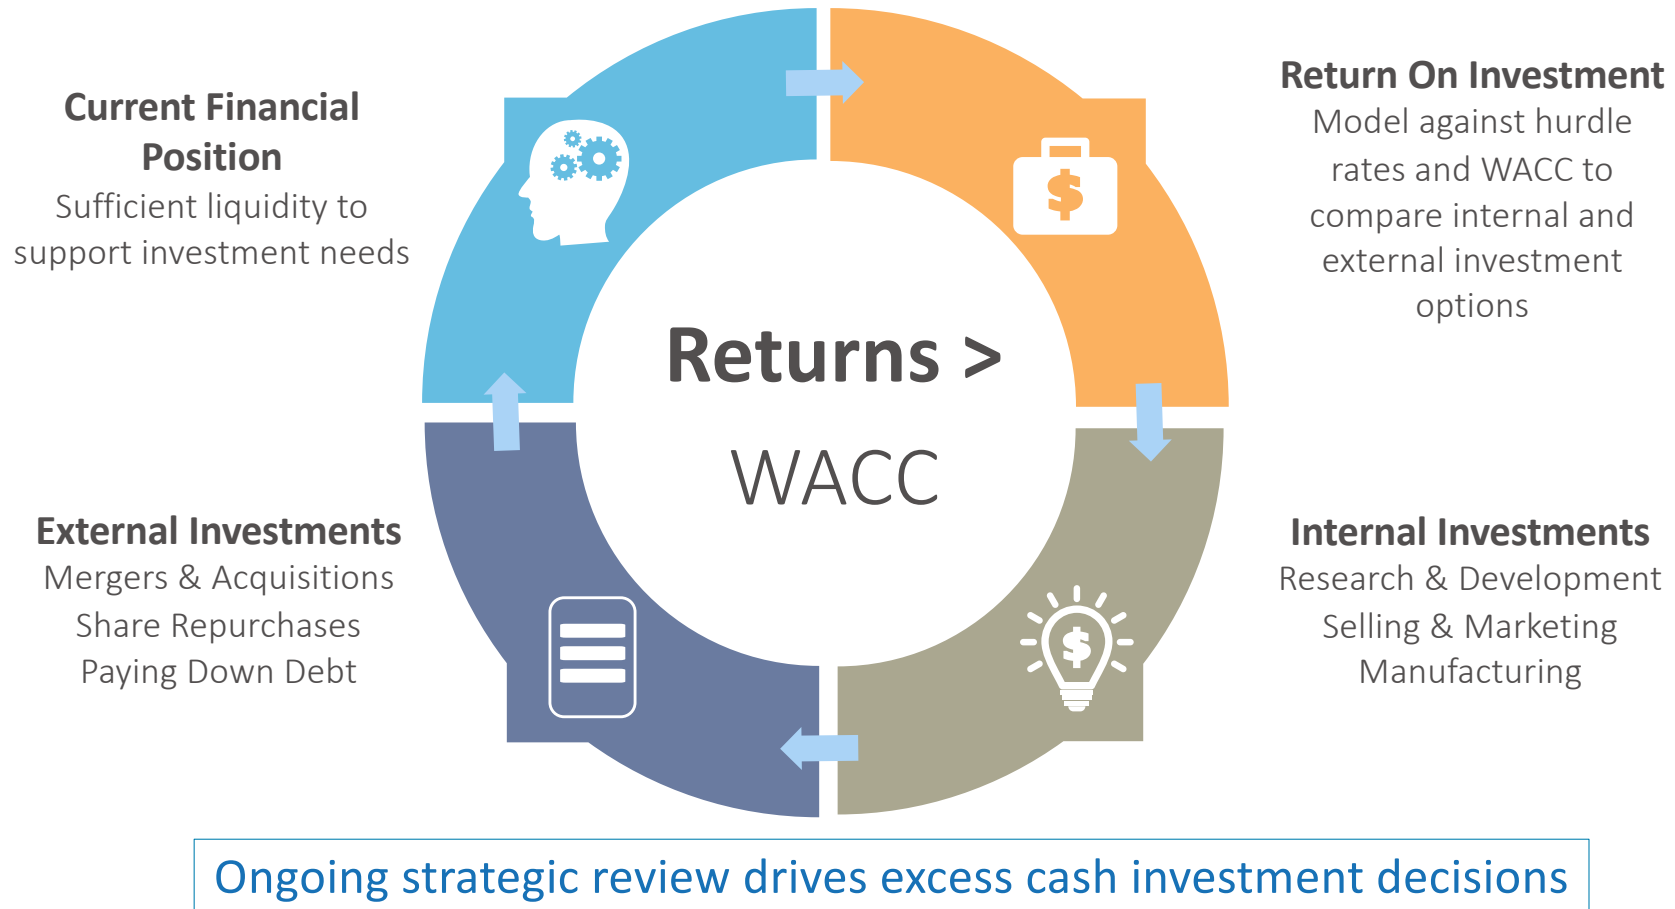 Current Financial
Position
Sufficient liquidity to
support investment needs
Return On Investment
Model against hurdle
rates and WACC to
compare internal and
external investment
options
$
Returns >
WACC
External Investments
Mergers & Acquisitions
Share Repurchases
Paying Down Debt
Internal Investments
Research & Development
Selling & Marketing
Manufacturing
$
Ongoing strategic review drives excess cash investment decisions